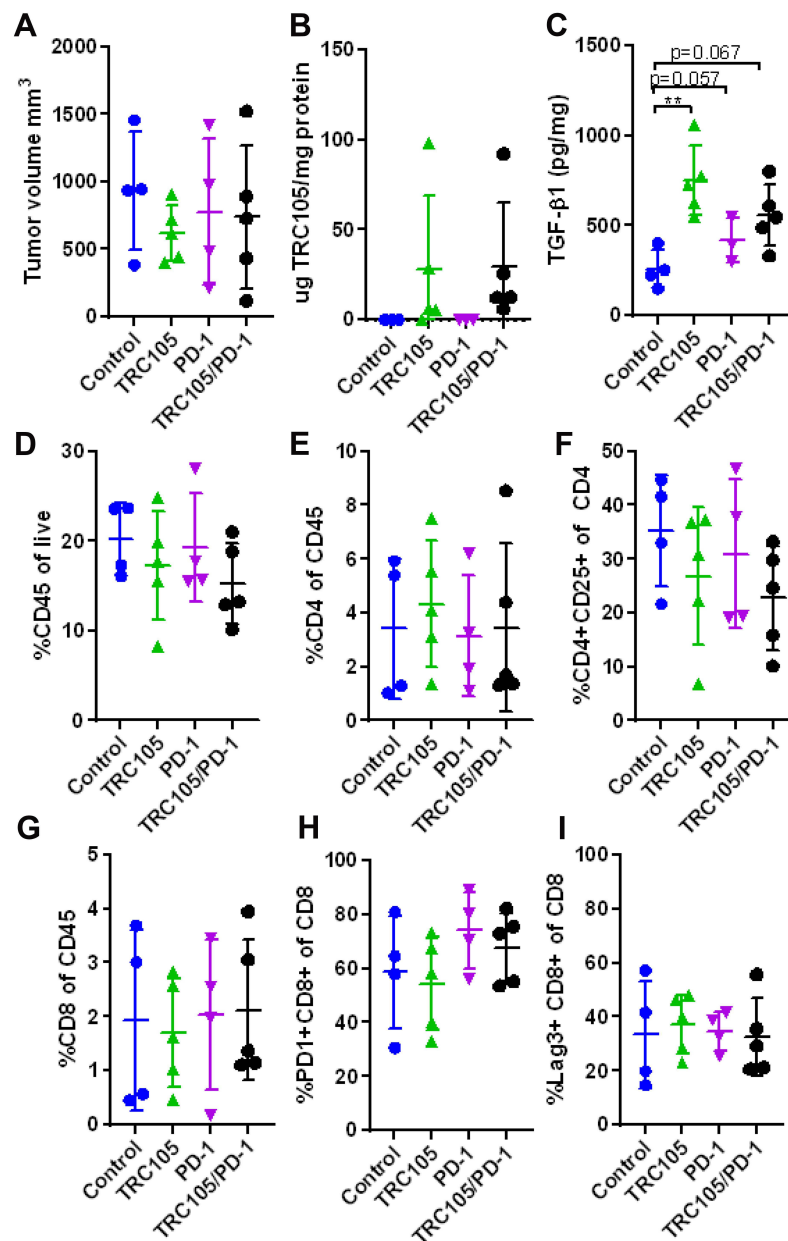 A
Tumor volume mm³
2000
1500
1000
500
0
Control
TRC105
PD-1
TRC105/PD-1
B
ug TRC105/mg protein
150
100
50
0
Control
TRC105
PD-1
TRC105/PD-1
C
TGF-β1 (pg/mg)
1500
1000
500
0
p=0.067
p=0.057
**
Control
TRC105
PD-1
TRC105/PD-1
D
%CD45 of live
30
20
10
0
Control
TRC105
PD-1
TRC105/PD-1
E
%CD4 of CD45
10
8
6
4
2
0
Control
TRC105
PD-1
TRC105/PD-1
F
%CD4+CD25+ of CD4
50
40
30
20
10
0
Control
TRC105
PD-1
TRC105/PD-1
G
%CD8 of CD45
5
4
3
2
1
0
Control
TRC105
PD-1
TRC105/PD-1
H
%PD1+CD8+ of CD8
100
80
60
40
20
0
Control
TRC105
PD-1
TRC105/PD-1
I
%Lag3+ CD8+ of CD8
100
80
60
40
20
0
Control
TRC105
PD-1
TRC105/PD-1